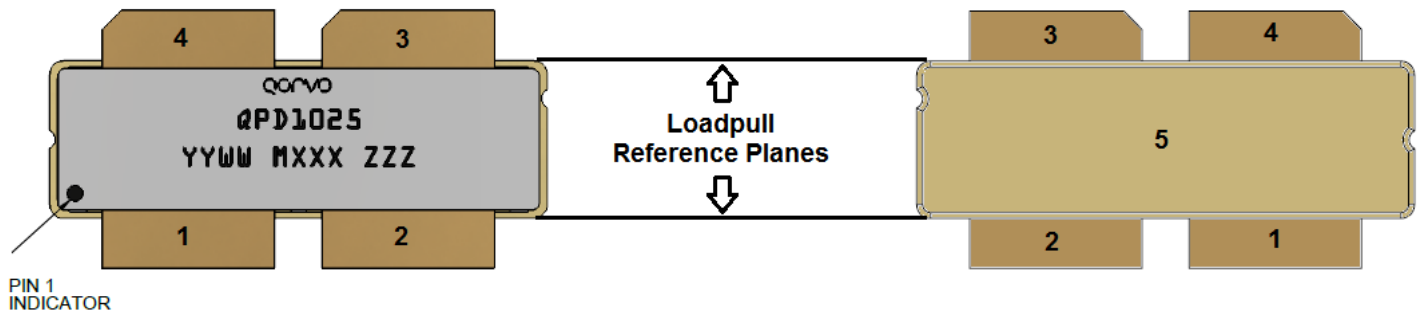 4 3
QORVO
QPD1025
YYWW MXXX ZZZ
1 2
PIN 1
INDICATOR
Loadpull
Reference Planes
3 4
5
2 1